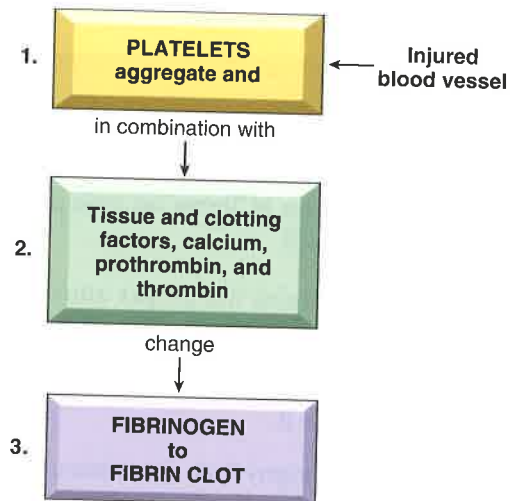 1.
PLATELETS
aggregate and
Injured
blood vessel
in combination with
2.
Tissue and clotting
factors, calcium,
prothrombin, and
thrombin
change
3.
FIBRINOGEN
to
FIBRIN CLOT